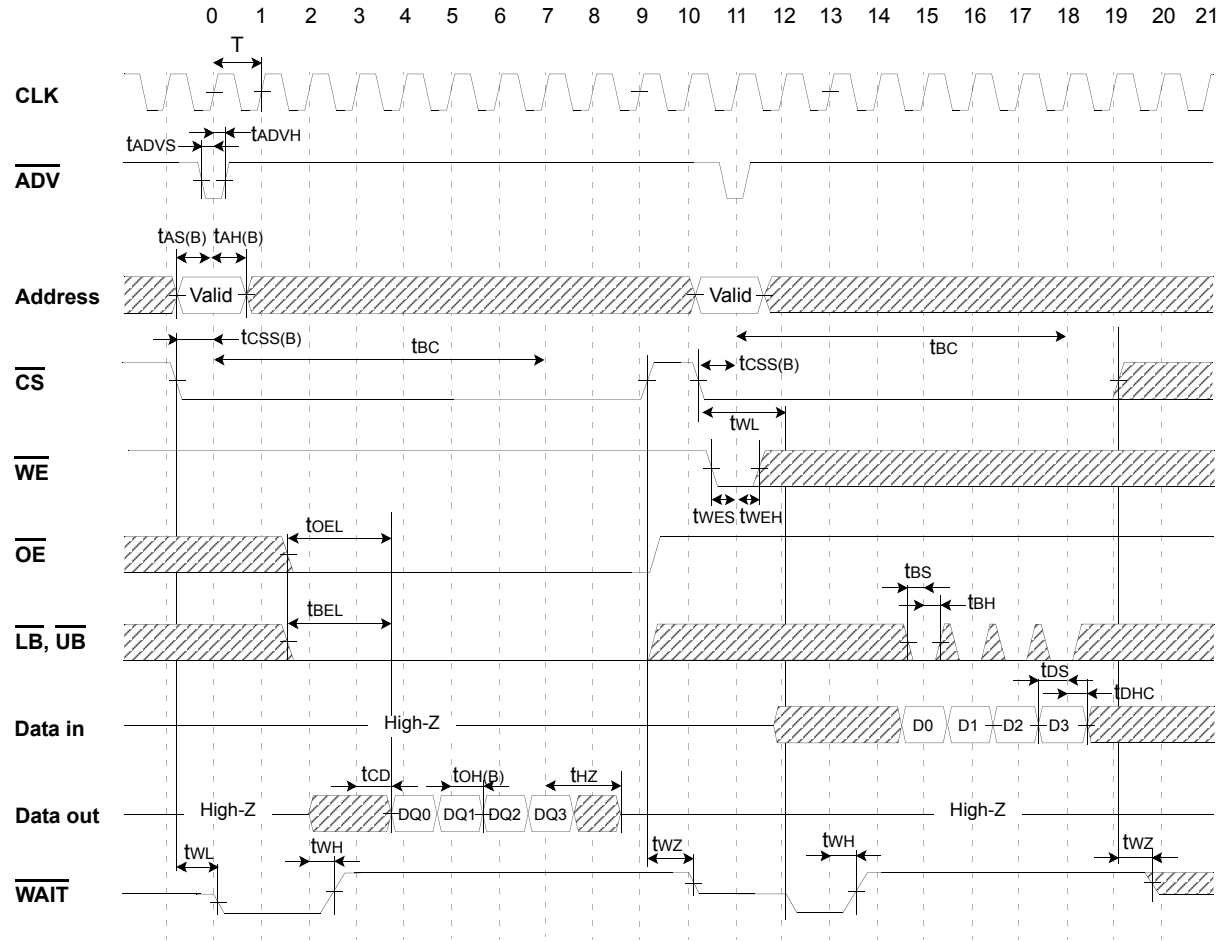 0 1 2 3 4 5 6 7 8 9 10 11 12 13 14 15 16 17 18 19 20 21
T
CLK
tADVH
tADVS
ADV
tAS(B) tAH(B)
Address Valid Valid
tCSS(B)
tBC tBC
tCSS(B)
CS
tWL
WE
tWES tWEH
tOEL
OE
tBS
tBEL tBH
LB, UB
tDS
tDHC
High-Z
Data in D0 D1 D2 D3
tCD tOH(B) tHZ
Data out High-Z DQ0 DQ1 DQ2 DQ3 High-Z
tWL tWH tWZ tWH tWZ
WAIT